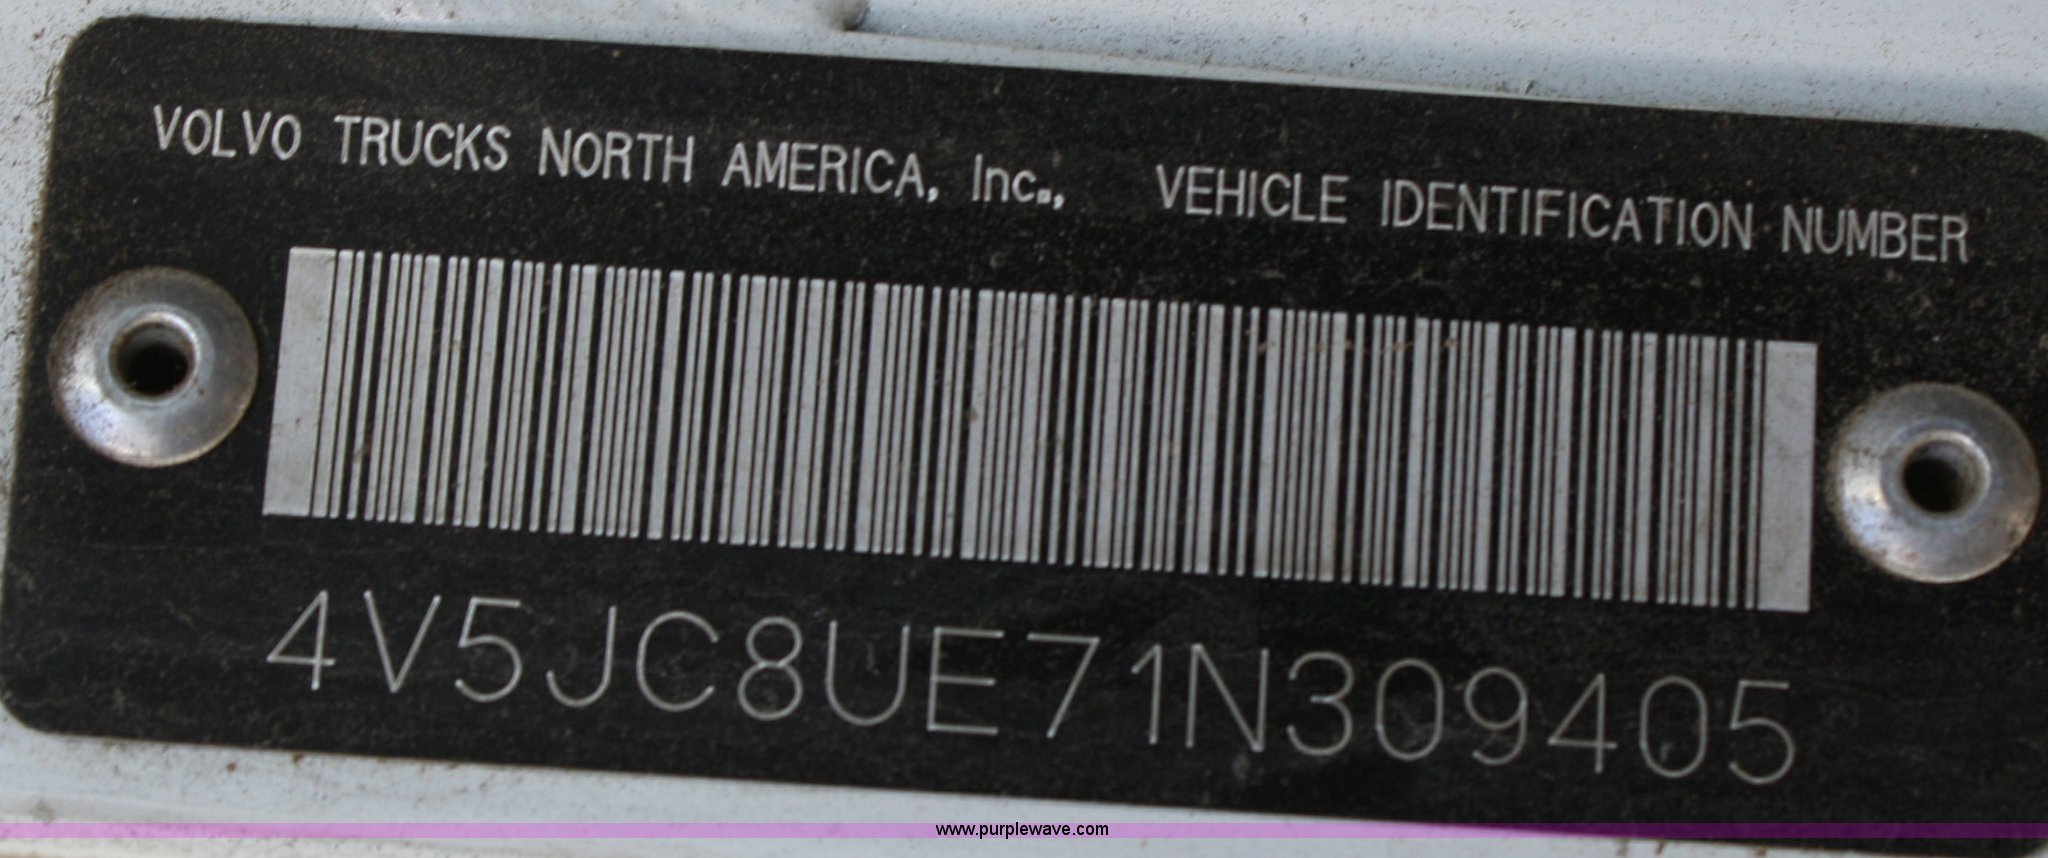 VOLVO TRUCKS NORTH AMERICA, Inc., VEHICLE IDENTIFICATION NUMBER
4V5JC8UE71N309405
www.purplewave.com